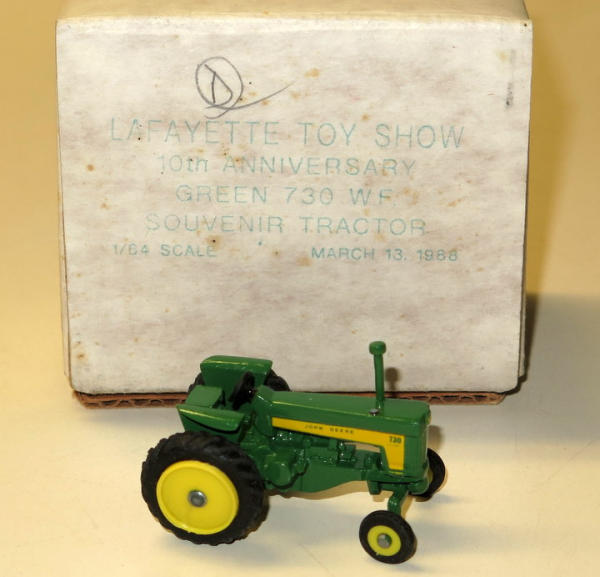 D
LAFAYETTE TOY SHOW
10th ANNIVERSARY
GREEN 730 W.F.
SOUVENIR TRACTOR
1/64 SCALE MARCH 13, 1988
JOHN DEERE 730